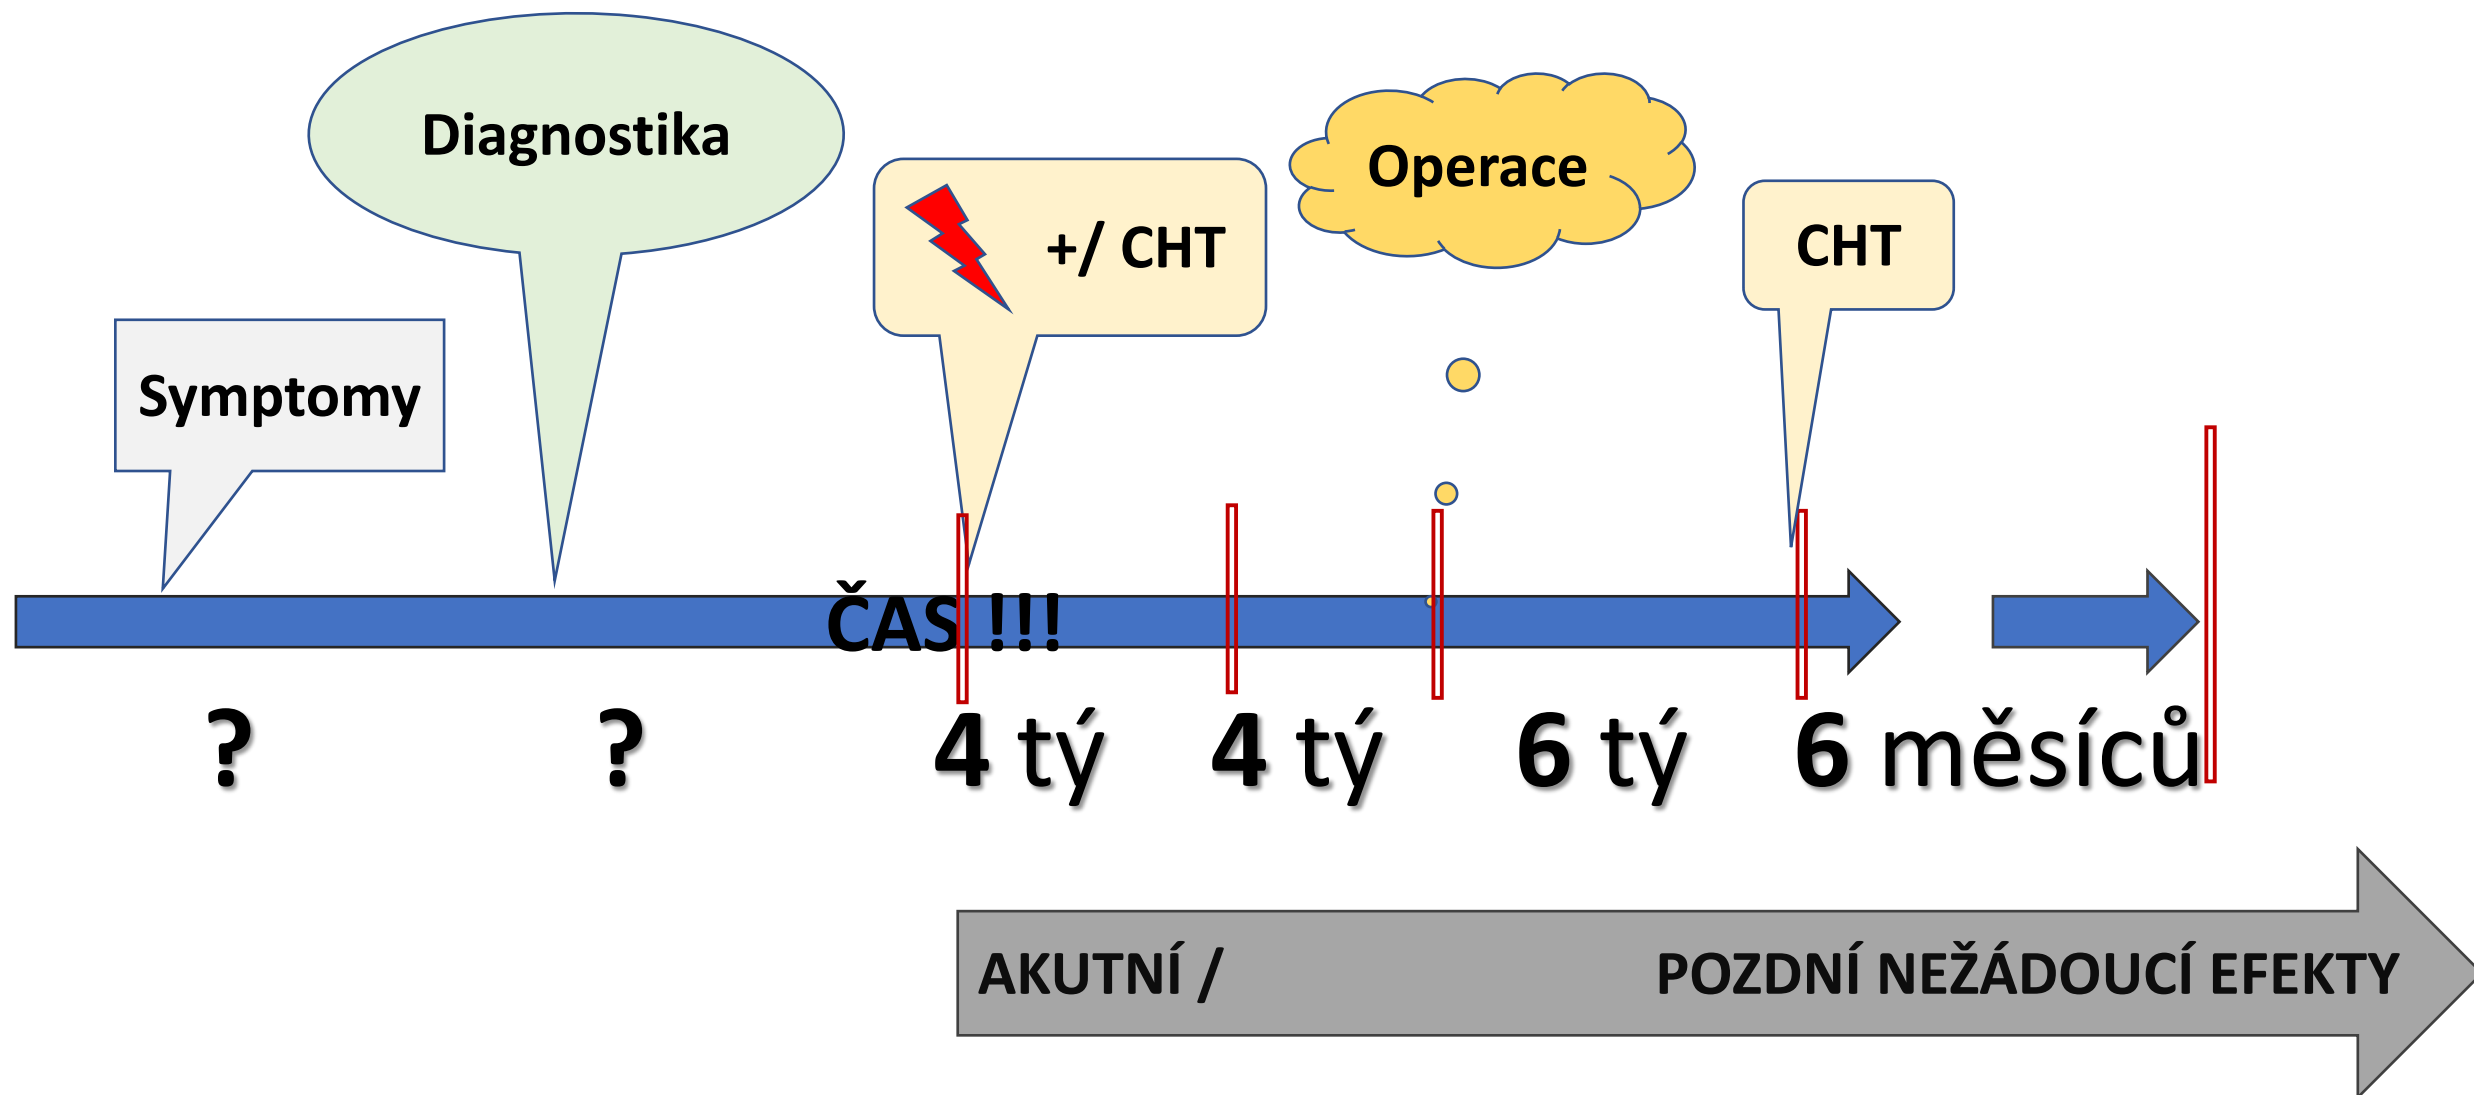 Diagnostika
Operace
+/ CHT
CHT
Symptomy
ČAS !!!
? ? 4 tý 4 tý 6 tý 6 měsíců
AKUTNÍ / POZDNÍ NEŽÁDOUCÍ EFEKTY